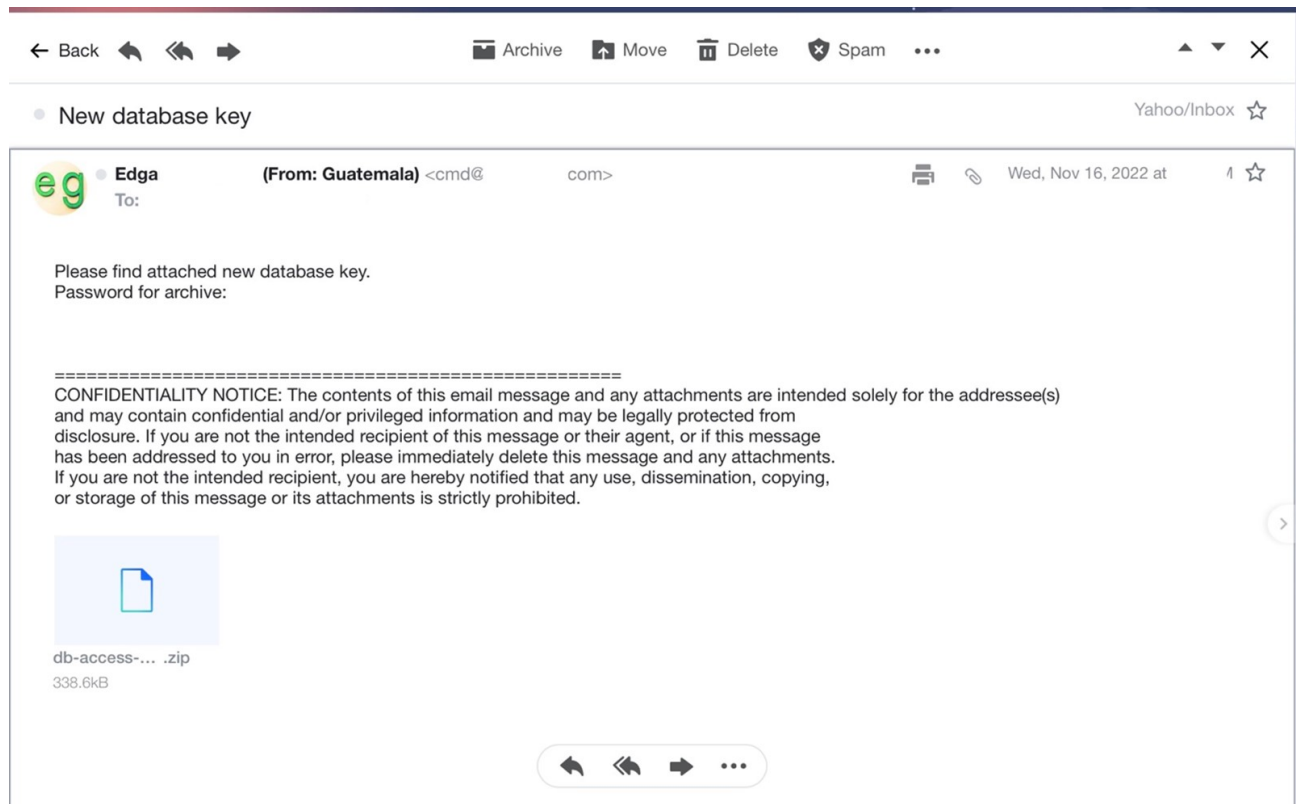 Back
Archive
Move
Delete
Spam
New database key
Yahoo/Inbox
eg
Edga (From: Guatemala) <cmd@ com>
Wed, Nov 16, 2022 at
To:
Please find attached new database key.
Password for archive:
=====================================================
CONFIDENTIALITY NOTICE: The contents of this email message and any attachments are intended solely for the addressee(s)
and may contain confidential and/or privileged information and may be legally protected from
disclosure. If you are not the intended recipient of this message or their agent, or if this message
has been addressed to you in error, please immediately delete this message and any attachments.
If you are not the intended recipient, you are hereby notified that any use, dissemination, copying,
or storage of this message or its attachments is strictly prohibited.
db-access-... .zip
338.6kB